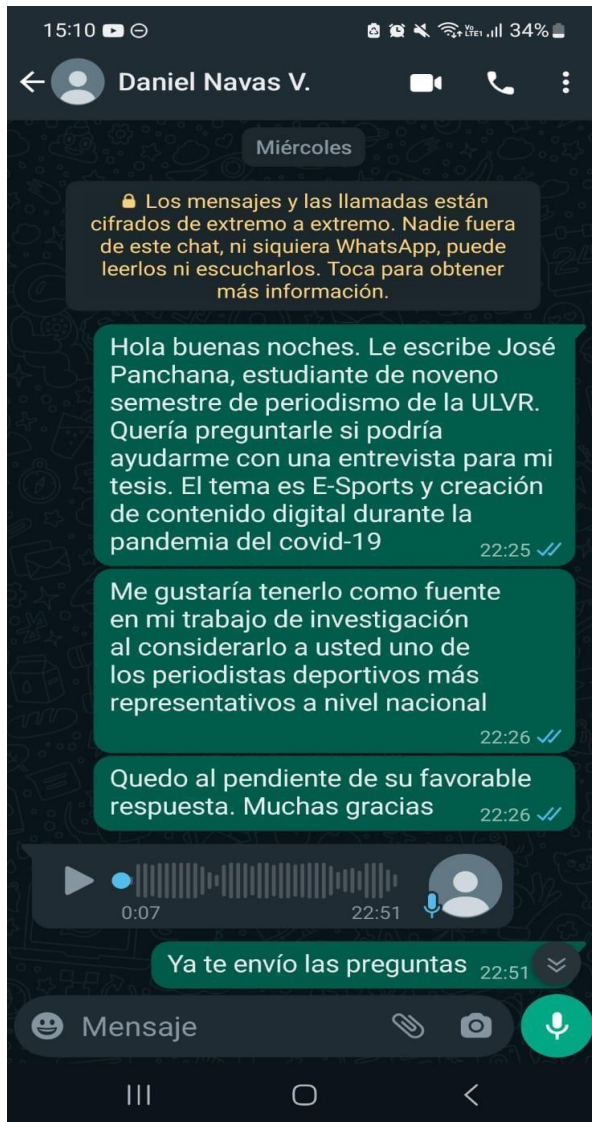 15:10
34%
Daniel Navas V.
Miércoles
Los mensajes y las llamadas están
cifrados de extremo a extremo. Nadie fuera
de este chat, ni siquiera WhatsApp, puede
leerlos ni escucharlos. Toca para obtener
más información.
Hola buenas noches. Le escribe José
Panchana, estudiante de noveno
semestre de periodismo de la ULVR.
Quería preguntarle si podría
ayudarme con una entrevista para mi
tesis. El tema es E-Sports y creación
de contenido digital durante la
pandemia del covid-19
22:25
Me gustaría tenerlo como fuente
en mi trabajo de investigación
al considerarlo a usted uno de
los periodistas deportivos más
representativos a nivel nacional
22:26
Quedo al pendiente de su favorable
respuesta. Muchas gracias 22:26
0:07 22:51
Ya te envío las preguntas 22:51
Mensaje